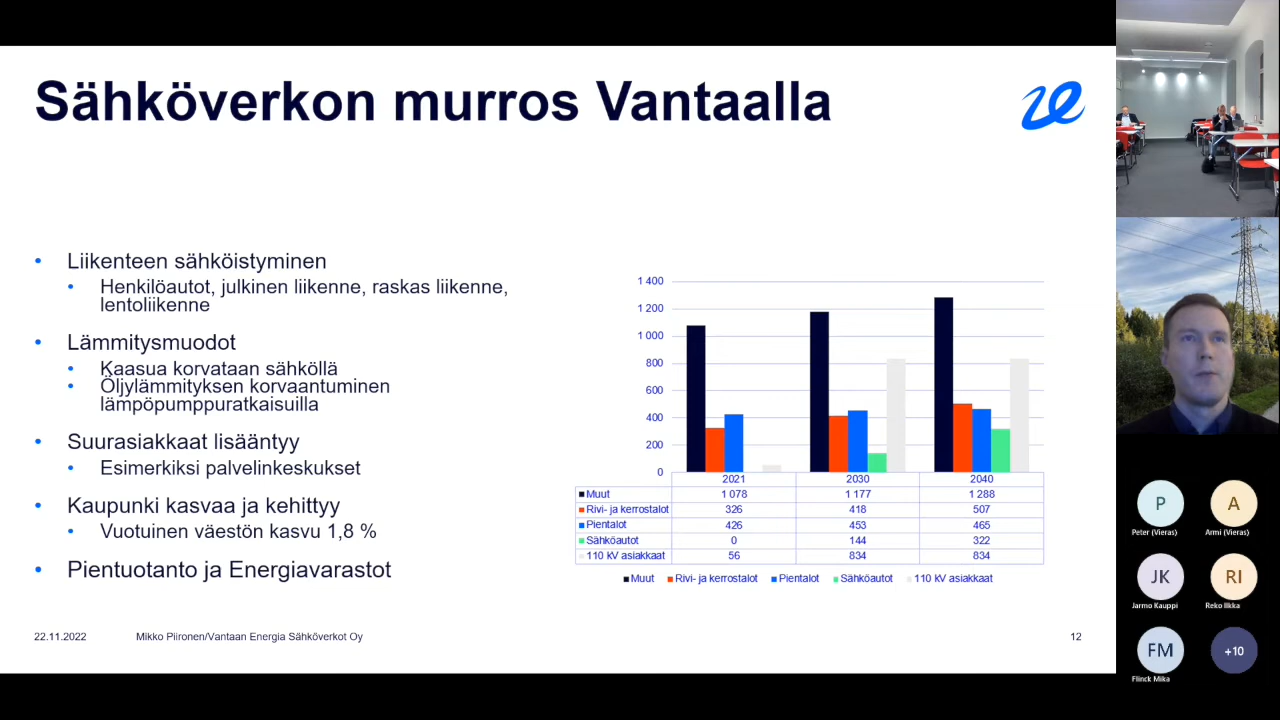 Sähköverkon murros Vantaalla
• Liikenteen sähköistyminen
• Henkilöautot, julkinen liikenne, raskas liikenne,
lentoliikenne
• Lämmitysmuodot
• Kaasua korvataan sähköllä
• Öljylämmityksen korvaantuminen
lämpöpumppuratkaisuilla
• Suurasiakkaat lisääntyy
• Esimerkiksi palvelinkeskukset
• Kaupunki kasvaa ja kehittyy
• Vuotuinen väestön kasvu 1,8 %
• Pientuotanto ja Energiavarastot
1 400
1 200
1 000
800
600
400
200
0
2021 2030 2040
Muut 1 078 1 177 1 288
Rivi- ja kerrostalot 326 418 507
Pientalot 426 453 465
Sähköautot 0 144 322
110 kV asiakkaat 56 834 834
Muut Rivi- ja kerrostalot Pientalot Sähköautot 110 kV asiakkaat
22.11.2022 Mikko Piironen/Vantaan Energia Sähköverkot Oy 12
P A
Peter (Vieras) Armi (Vieras)
JK RI
Jarmo Kauppi Reko Ilkka
FM +10
Flinck Mika